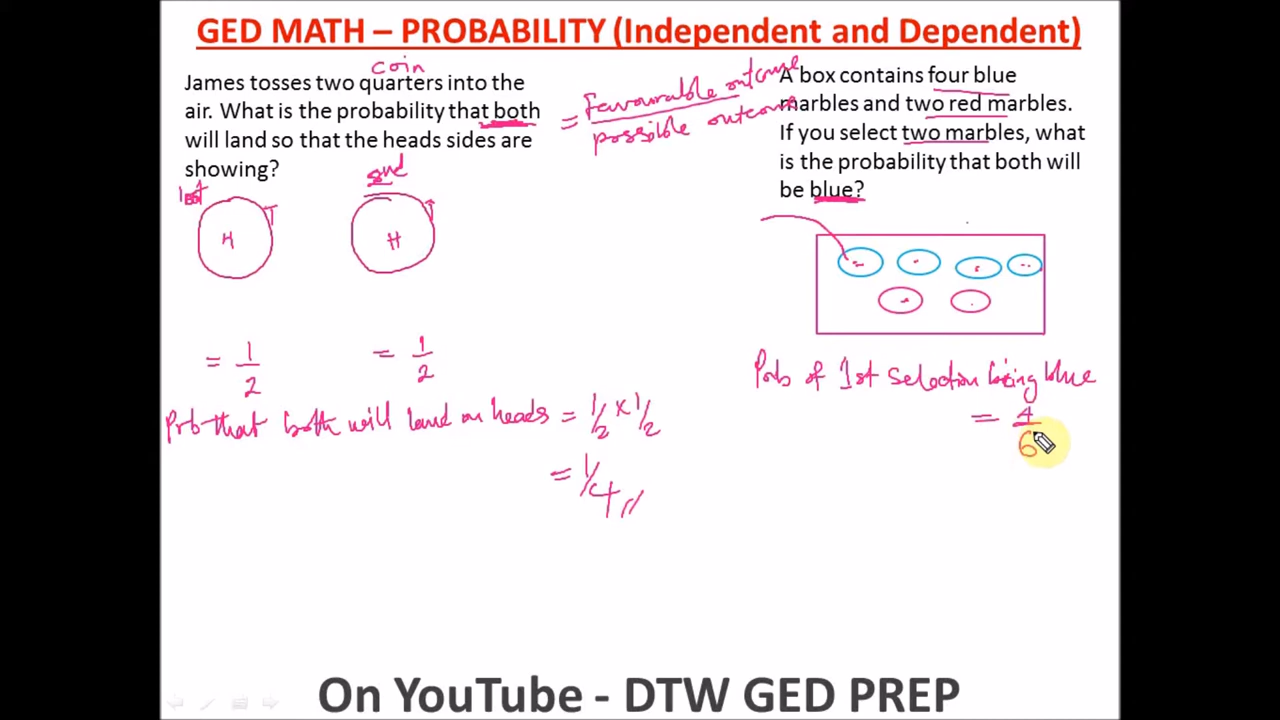 GED MATH – PROBABILITY (Independent and Dependent)
coin
James tosses two quarters into the
air. What is the probability that both
will land so that the heads sides are
showing?
= Favourable outcome
possible outcome
1st
2nd
H T
H T
= 1/2
= 1/2
Prob that both will land on heads = 1/2 x 1/2
= 1/4 //
A box contains four blue
marbles and two red marbles.
If you select two marbles, what
is the probability that both will
be blue?
Prob of 1st selection being blue
= 4/6
On YouTube - DTW GED PREP